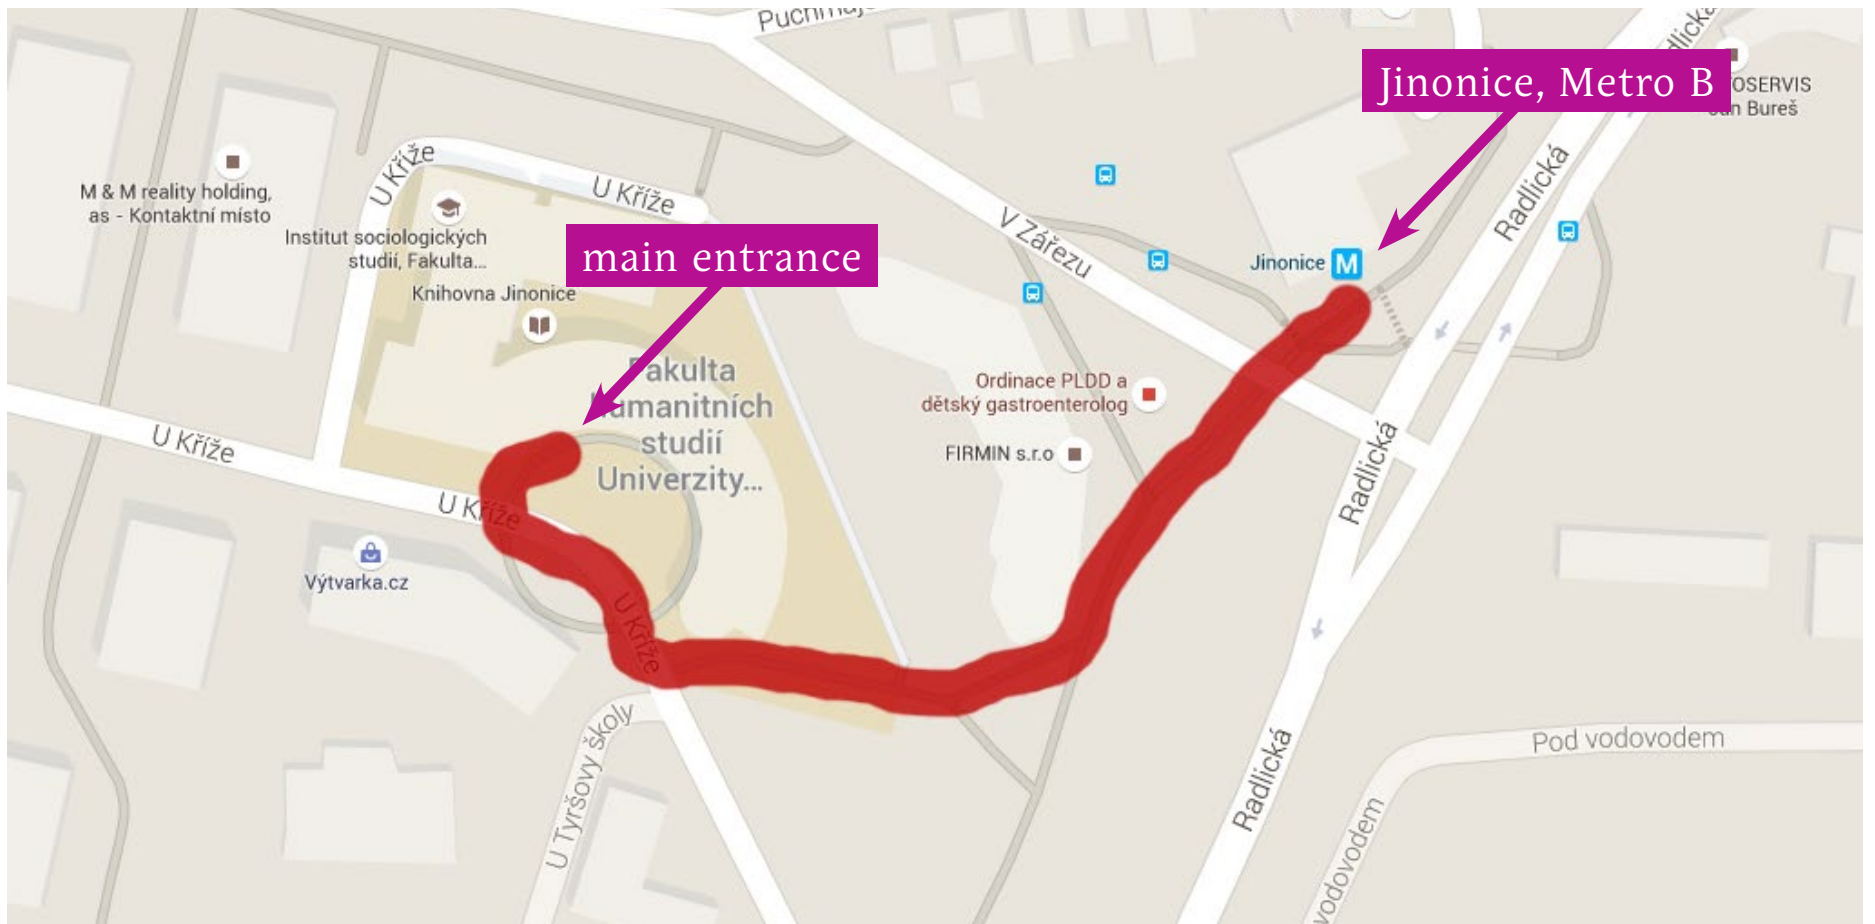 Jinonice, Metro B
OSERVIS
Jan Bureš
U Kříže
U Kříže
M & M reality holding,
as - Kontaktní místo
Institut sociologických
studií, Fakulta...
main entrance
Knihovna Jinonice
V Zářezu
Radlická
Jinonice M
Fakulta
humanitních
studií
Univerzity...
Ordinace PLDD a
dětský gastroenterolog
FIRMIN s.r.o
U Kříže
U Kříže
Radlická
Výtvarka.cz
U Kříže
U Tyršovy školy
Radlická
Pod vodovodem
vodovodem